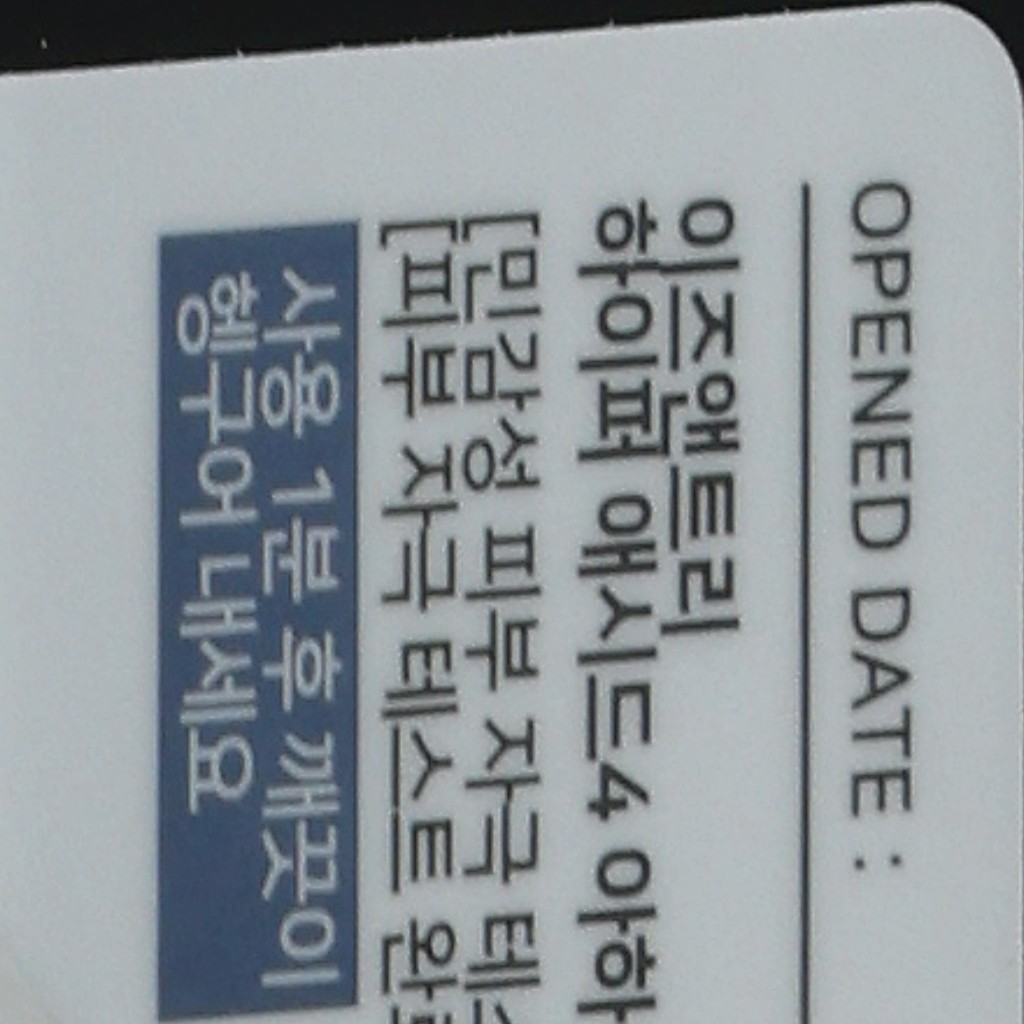 OPENED DATE :
이즈앤트리
하이퍼 애시드4 아하
[민감성 피부 자극 테스
[피부 자극 테스트 완료
사용 1분 후 깨끗이
헹구어 내세요